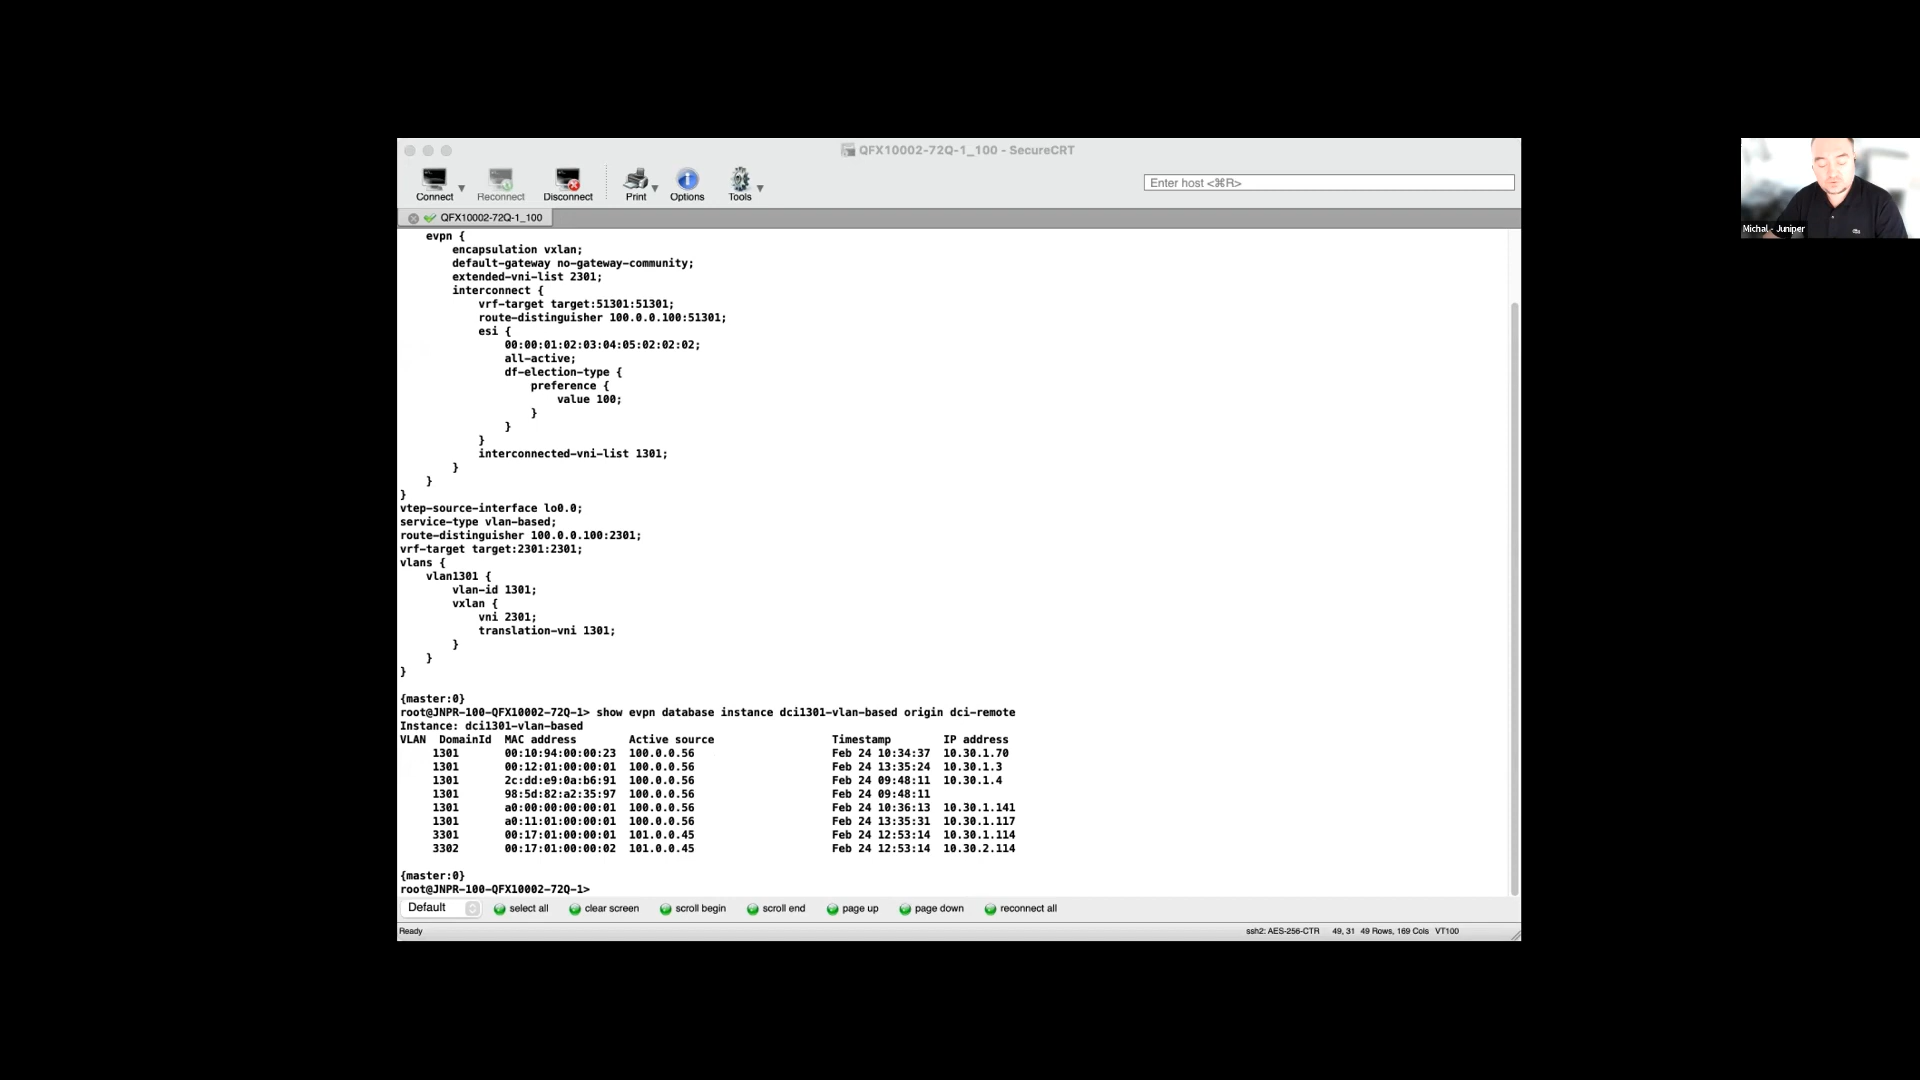 QFX10002-72Q-1_100 - SecureCRT
Connect Reconnect Disconnect Print Options Tools
Enter host <⌘R>
QFX10002-72Q-1_100
Michal - Juniper
    evpn {
        encapsulation vxlan;
        default-gateway no-gateway-community;
        extended-vni-list 2301;
        interconnect {
            vrf-target target:51301:51301;
            route-distinguisher 100.0.0.100:51301;
            esi {
                00:00:01:02:03:04:05:02:02:02;
                all-active;
                df-election-type {
                    preference {
                        value 100;
                    }
                }
            }
            interconnected-vni-list 1301;
        }
    }
}
vtep-source-interface lo0.0;
service-type vlan-based;
route-distinguisher 100.0.0.100:2301;
vrf-target target:2301:2301;
vlans {
    vlan1301 {
        vlan-id 1301;
        vxlan {
            vni 2301;
            translation-vni 1301;
        }
    }
}
{master:0}
root@JNPR-100-QFX10002-72Q-1> show evpn database instance dci1301-vlan-based origin dci-remote
Instance: dci1301-vlan-based
VLAN  DomainId  MAC address        Active source                  Timestamp        IP address
     1301       00:10:94:00:00:23  100.0.0.56                     Feb 24 10:34:37  10.30.1.70
     1301       00:12:01:00:00:01  100.0.0.56                     Feb 24 13:35:24  10.30.1.3
     1301       2c:dd:e9:0a:b6:91  100.0.0.56                     Feb 24 09:48:11  10.30.1.4
     1301       98:5d:82:a2:35:97  100.0.0.56                     Feb 24 09:48:11
     1301       a0:00:00:00:00:01  100.0.0.56                     Feb 24 10:36:13  10.30.1.141
     1301       a0:11:01:00:00:01  100.0.0.56                     Feb 24 13:35:31  10.30.1.117
     3301       00:17:01:00:00:01  101.0.0.45                     Feb 24 12:53:14  10.30.1.114
     3302       00:17:01:00:00:02  101.0.0.45                     Feb 24 12:53:14  10.30.2.114
{master:0}
root@JNPR-100-QFX10002-72Q-1>
Default select all clear screen scroll begin scroll end page up page down reconnect all
Ready ssh2: AES-256-CTR 49, 31 49 Rows, 169 Cols VT100